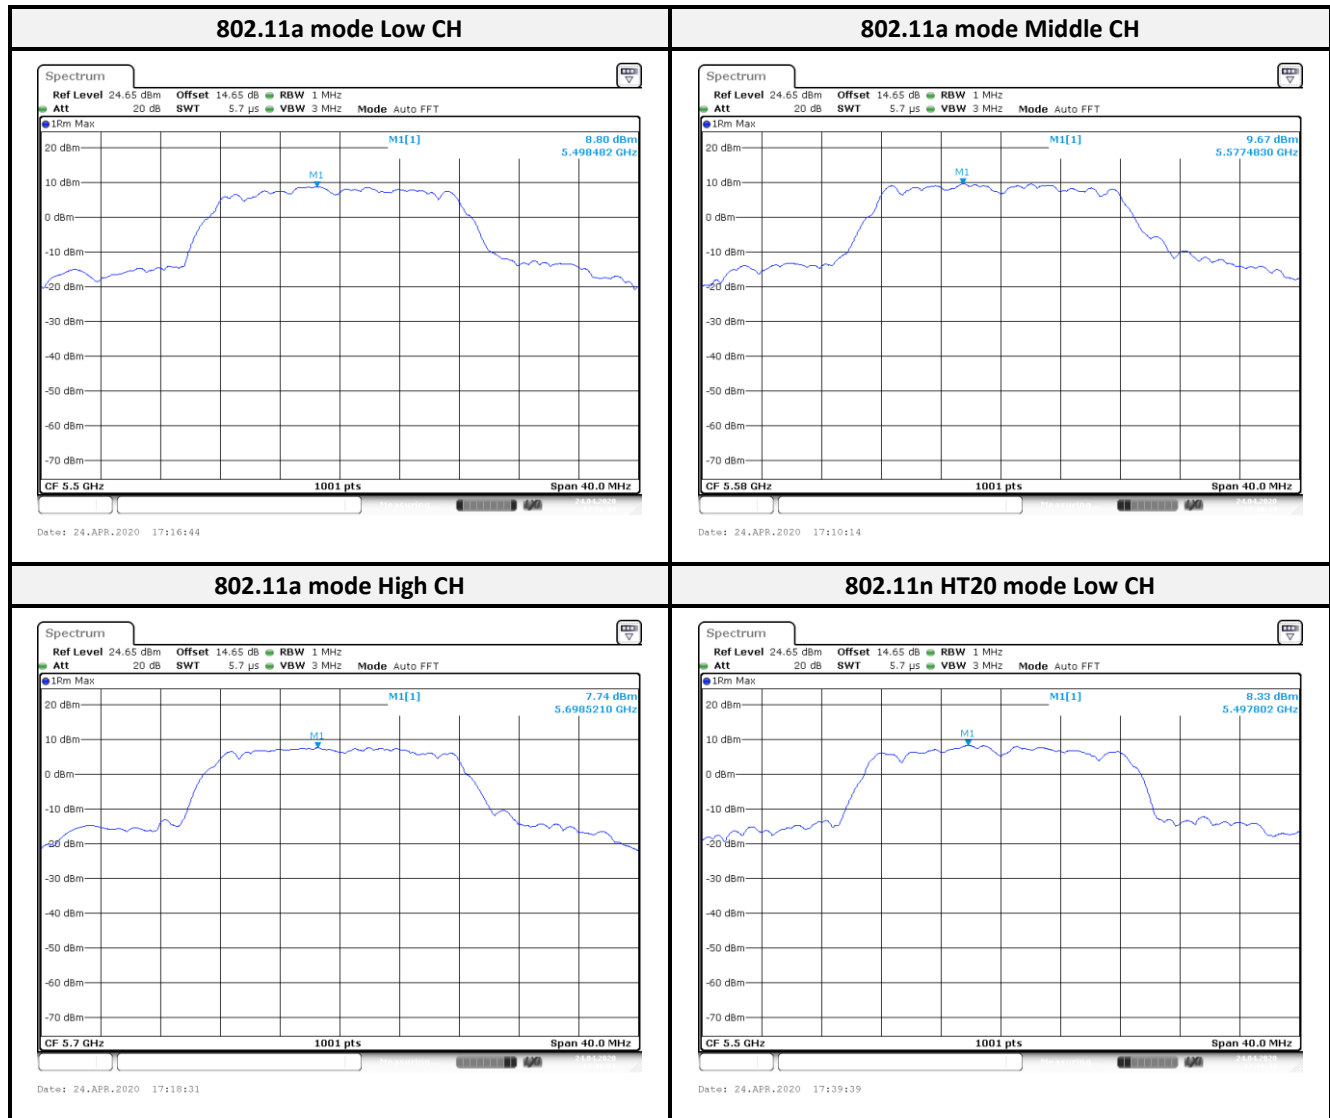 802.11a mode Low CH
802.11a mode Middle CH
Spectrum
Ref Level 24.65 dBm Offset 14.65 dB RBW 1 MHz
Att 20 dB SWT 5.7 µs VBW 3 MHz Mode Auto FFT
1Rm Max
M1[1] 8.80 dBm
5.498482 GHz
M1
20 dBm
10 dBm
0 dBm
-10 dBm
-20 dBm
-30 dBm
-40 dBm
-50 dBm
-60 dBm
-70 dBm
CF 5.5 GHz 1001 pts Span 40.0 MHz
Date: 24.APR.2020 17:16:44
Spectrum
Ref Level 24.65 dBm Offset 14.65 dB RBW 1 MHz
Att 20 dB SWT 5.7 µs VBW 3 MHz Mode Auto FFT
1Rm Max
M1[1] 9.67 dBm
5.5774830 GHz
M1
20 dBm
10 dBm
0 dBm
-10 dBm
-20 dBm
-30 dBm
-40 dBm
-50 dBm
-60 dBm
-70 dBm
CF 5.58 GHz 1001 pts Span 40.0 MHz
Date: 24.APR.2020 17:10:14
802.11a mode High CH
802.11n HT20 mode Low CH
Spectrum
Ref Level 24.65 dBm Offset 14.65 dB RBW 1 MHz
Att 20 dB SWT 5.7 µs VBW 3 MHz Mode Auto FFT
1Rm Max
M1[1] 7.74 dBm
5.6985210 GHz
M1
20 dBm
10 dBm
0 dBm
-10 dBm
-20 dBm
-30 dBm
-40 dBm
-50 dBm
-60 dBm
-70 dBm
CF 5.7 GHz 1001 pts Span 40.0 MHz
Date: 24.APR.2020 17:18:31
Spectrum
Ref Level 24.65 dBm Offset 14.65 dB RBW 1 MHz
Att 20 dB SWT 5.7 µs VBW 3 MHz Mode Auto FFT
1Rm Max
M1[1] 8.33 dBm
5.497802 GHz
M1
20 dBm
10 dBm
0 dBm
-10 dBm
-20 dBm
-30 dBm
-40 dBm
-50 dBm
-60 dBm
-70 dBm
CF 5.5 GHz 1001 pts Span 40.0 MHz
Date: 24.APR.2020 17:39:39